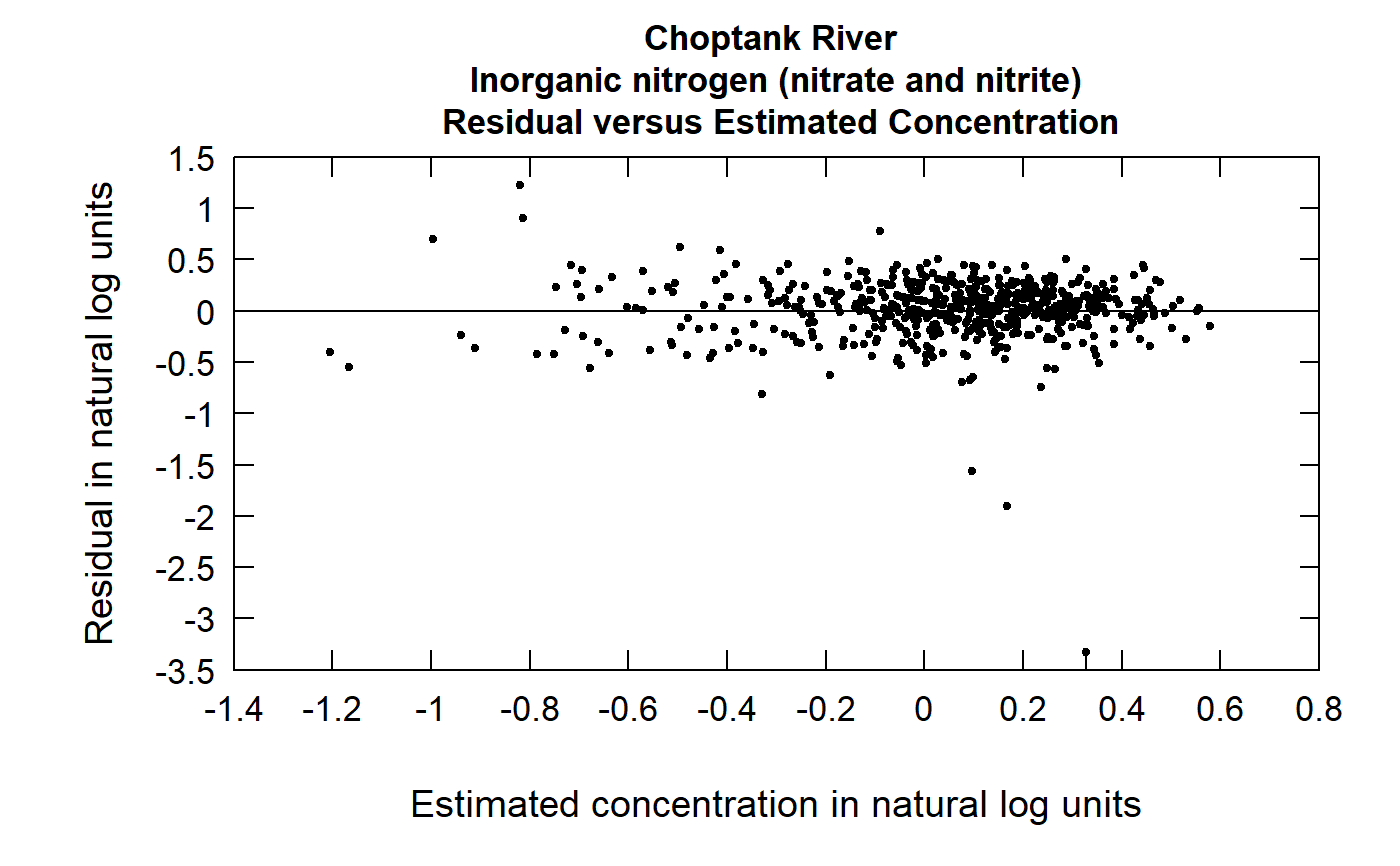 Choptank River
Inorganic nitrogen (nitrate and nitrite)
Residual versus Estimated Concentration
Residual in natural log units
1.5
1
0.5
0
-0.5
-1
-1.5
-2
-2.5
-3
-3.5
-1.4 -1.2 -1 -0.8 -0.6 -0.4 -0.2 0 0.2 0.4 0.6 0.8
Estimated concentration in natural log units